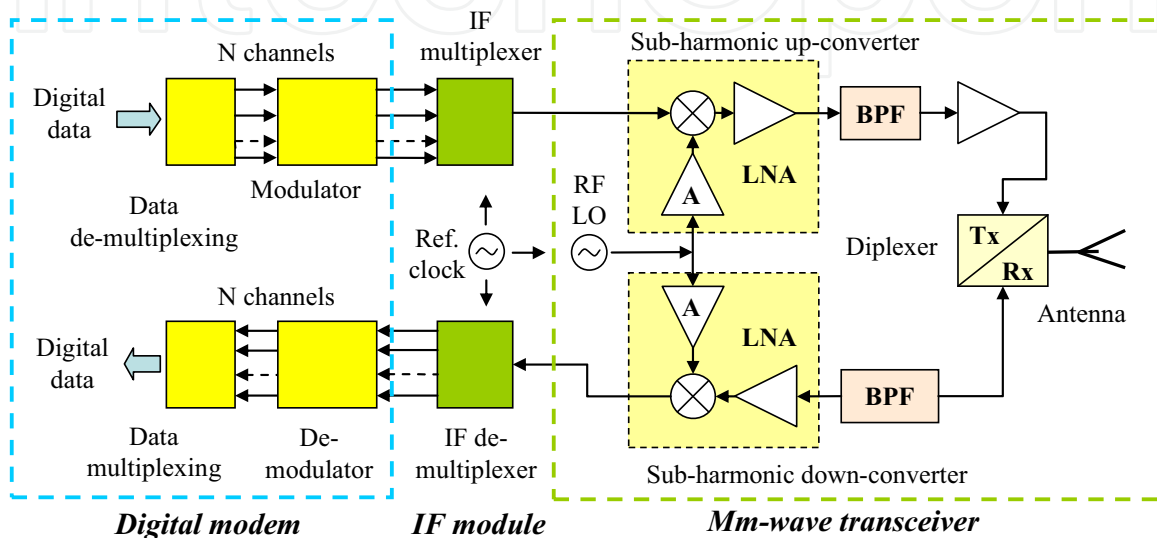 intechopen
IF
multiplexer
N channels
Digital
data
Modulator
Data
de-multiplexing
Sub-harmonic up-converter
LNA
A
BPF
RF
LO
Ref.
clock
Diplexer
Tx
Rx
Antenna
N channels
Digital
data
Data
multiplexing
De-
modulator
IF de-
multiplexer
A
LNA
BPF
Sub-harmonic down-converter
Digital modem
IF module
Mm-wave transceiver